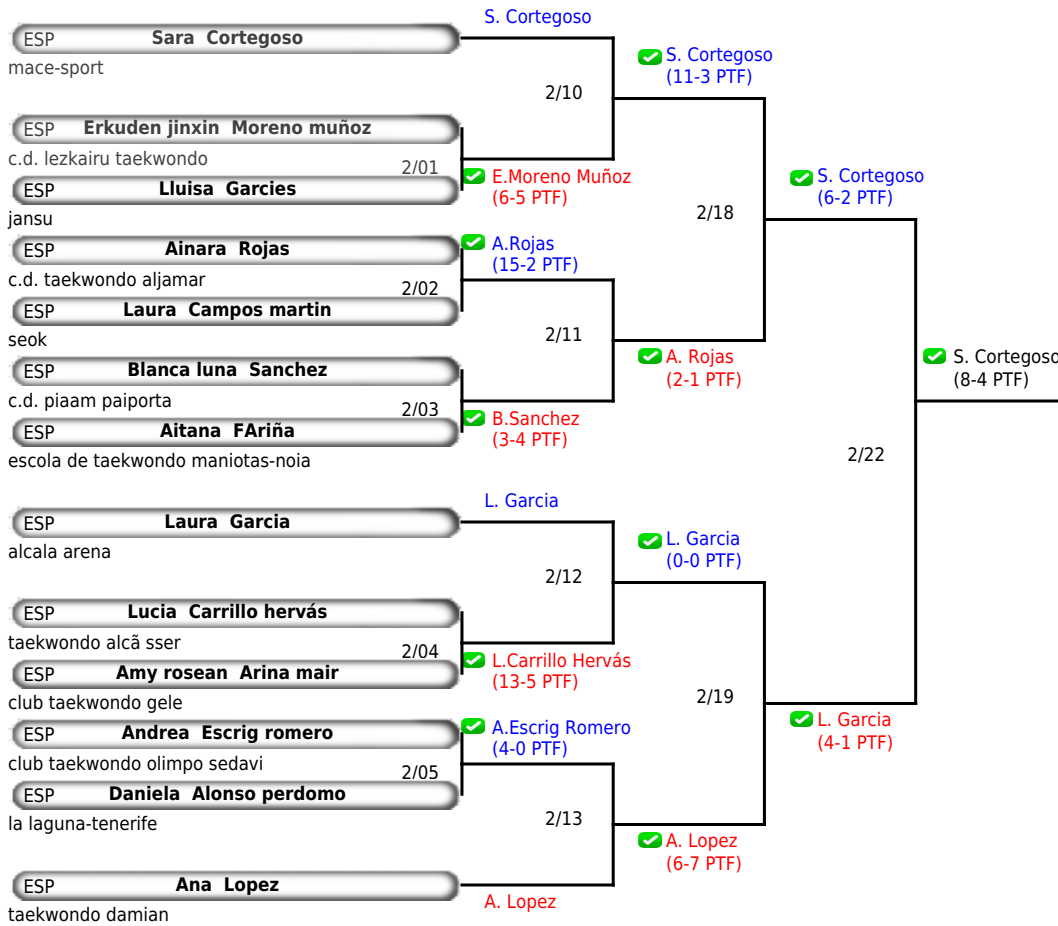 S. Cortegoso
ESP Sara Cortegoso
mace-sport
S. Cortegoso
(11-3 PTF)
2/10
ESP Erkuden jinxin Moreno muñoz
c.d. lezkairu taekwondo
2/01
E.Moreno Muñoz
(6-5 PTF)
ESP Lluisa Garcies
jansu
S. Cortegoso
(6-2 PTF)
2/18
ESP Ainara Rojas
c.d. taekwondo aljamar
A.Rojas
(15-2 PTF)
2/02
ESP Laura Campos martin
seok
2/11
A. Rojas
(2-1 PTF)
S. Cortegoso
(8-4 PTF)
ESP Blanca luna Sanchez
c.d. piaam paiporta
2/03
B.Sanchez
(3-4 PTF)
ESP Aitana FAriña
escola de taekwondo maniotas-noia
2/22
L. Garcia
ESP Laura Garcia
alcala arena
L. Garcia
(0-0 PTF)
2/12
ESP Lucia Carrillo hervás
taekwondo alcã sser
2/04
L.Carrillo Hervás
(13-5 PTF)
ESP Amy rosean Arina mair
club taekwondo gele
2/19
L. Garcia
(4-1 PTF)
ESP Andrea Escrig romero
club taekwondo olimpo sedavi
A.Escrig Romero
(4-0 PTF)
2/05
ESP Daniela Alonso perdomo
la laguna-tenerife
2/13
A. Lopez
(6-7 PTF)
ESP Ana Lopez
taekwondo damian
A. Lopez